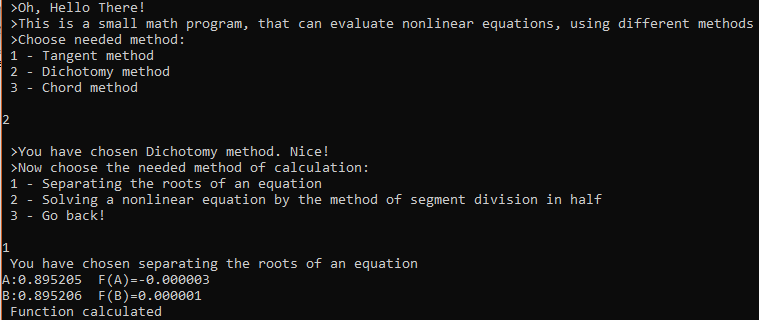 >Oh, Hello There!
>This is a small math program, that can evaluate nonlinear equations, using different methods
>Choose needed method:
1 - Tangent method
2 - Dichotomy method
3 - Chord method
2
>You have chosen Dichotomy method. Nice!
>Now choose the needed method of calculation:
1 - Separating the roots of an equation
2 - Solving a nonlinear equation by the method of segment division in half
3 - Go back!
1
You have chosen separating the roots of an equation
A:0.895205  F(A)=-0.000003
B:0.895206  F(B)=0.000001
Function calculated